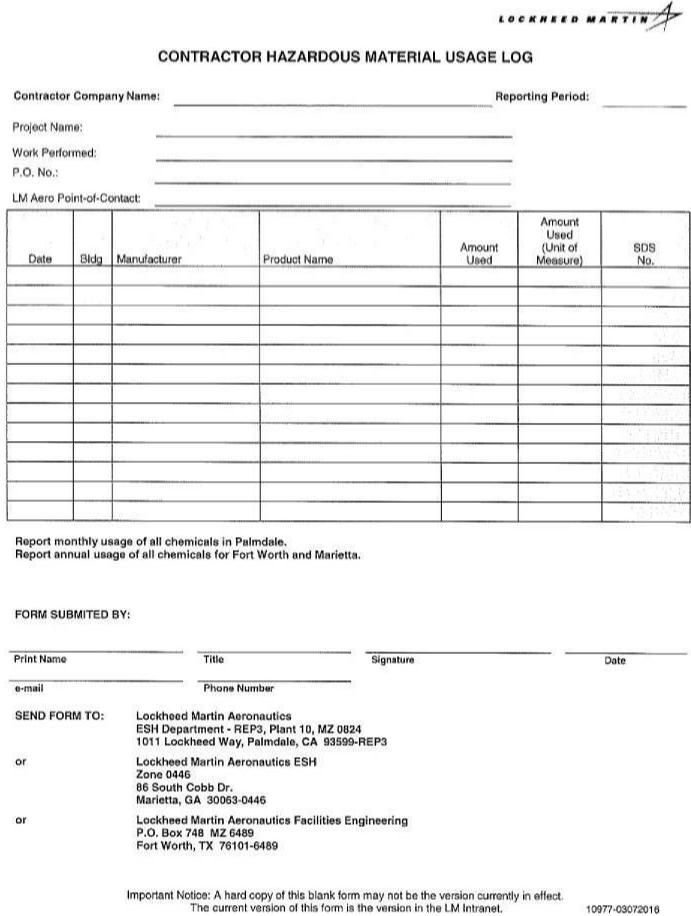 LOCKHEED MARTIN
CONTRACTOR HAZARDOUS MATERIAL USAGE LOG
Contractor Company Name: Reporting Period:
Project Name:
Work Performed:
P.O. No.:
LM Aero Point-of-Contact:
Date Bldg Manufacturer Product Name Amount Used Amount Used (Unit of Measure) SDS No.
Report monthly usage of all chemicals in Palmdale.
Report annual usage of all chemicals for Fort Worth and Marietta.
FORM SUBMITED BY:
Print Name Title Signature Date
e-mail Phone Number
SEND FORM TO: Lockheed Martin Aeronautics
ESH Department - REP3, Plant 10, MZ 0824
1011 Lockheed Way, Palmdale, CA 93599-REP3
or Lockheed Martin Aeronautics ESH
Zone 0446
86 South Cobb Dr.
Marietta, GA 30063-0446
or Lockheed Martin Aeronautics Facilities Engineering
P.O. Box 748 MZ 6489
Fort Worth, TX 76101-6489
Important Notice: A hard copy of this blank form may not be the version currently in effect.
The current version of this form is the version in the LM Intranet. 10977-03072016